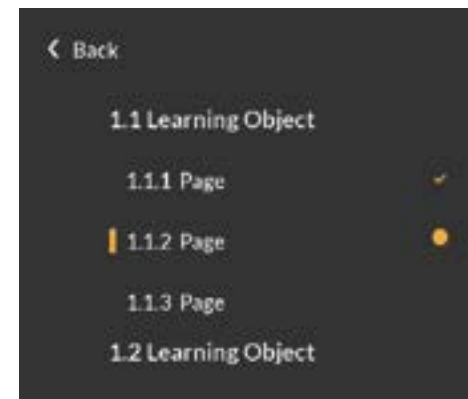 Back
1.1 Learning Object
1.1.1 Page
1.1.2 Page
1.1.3 Page
1.2 Learning Object